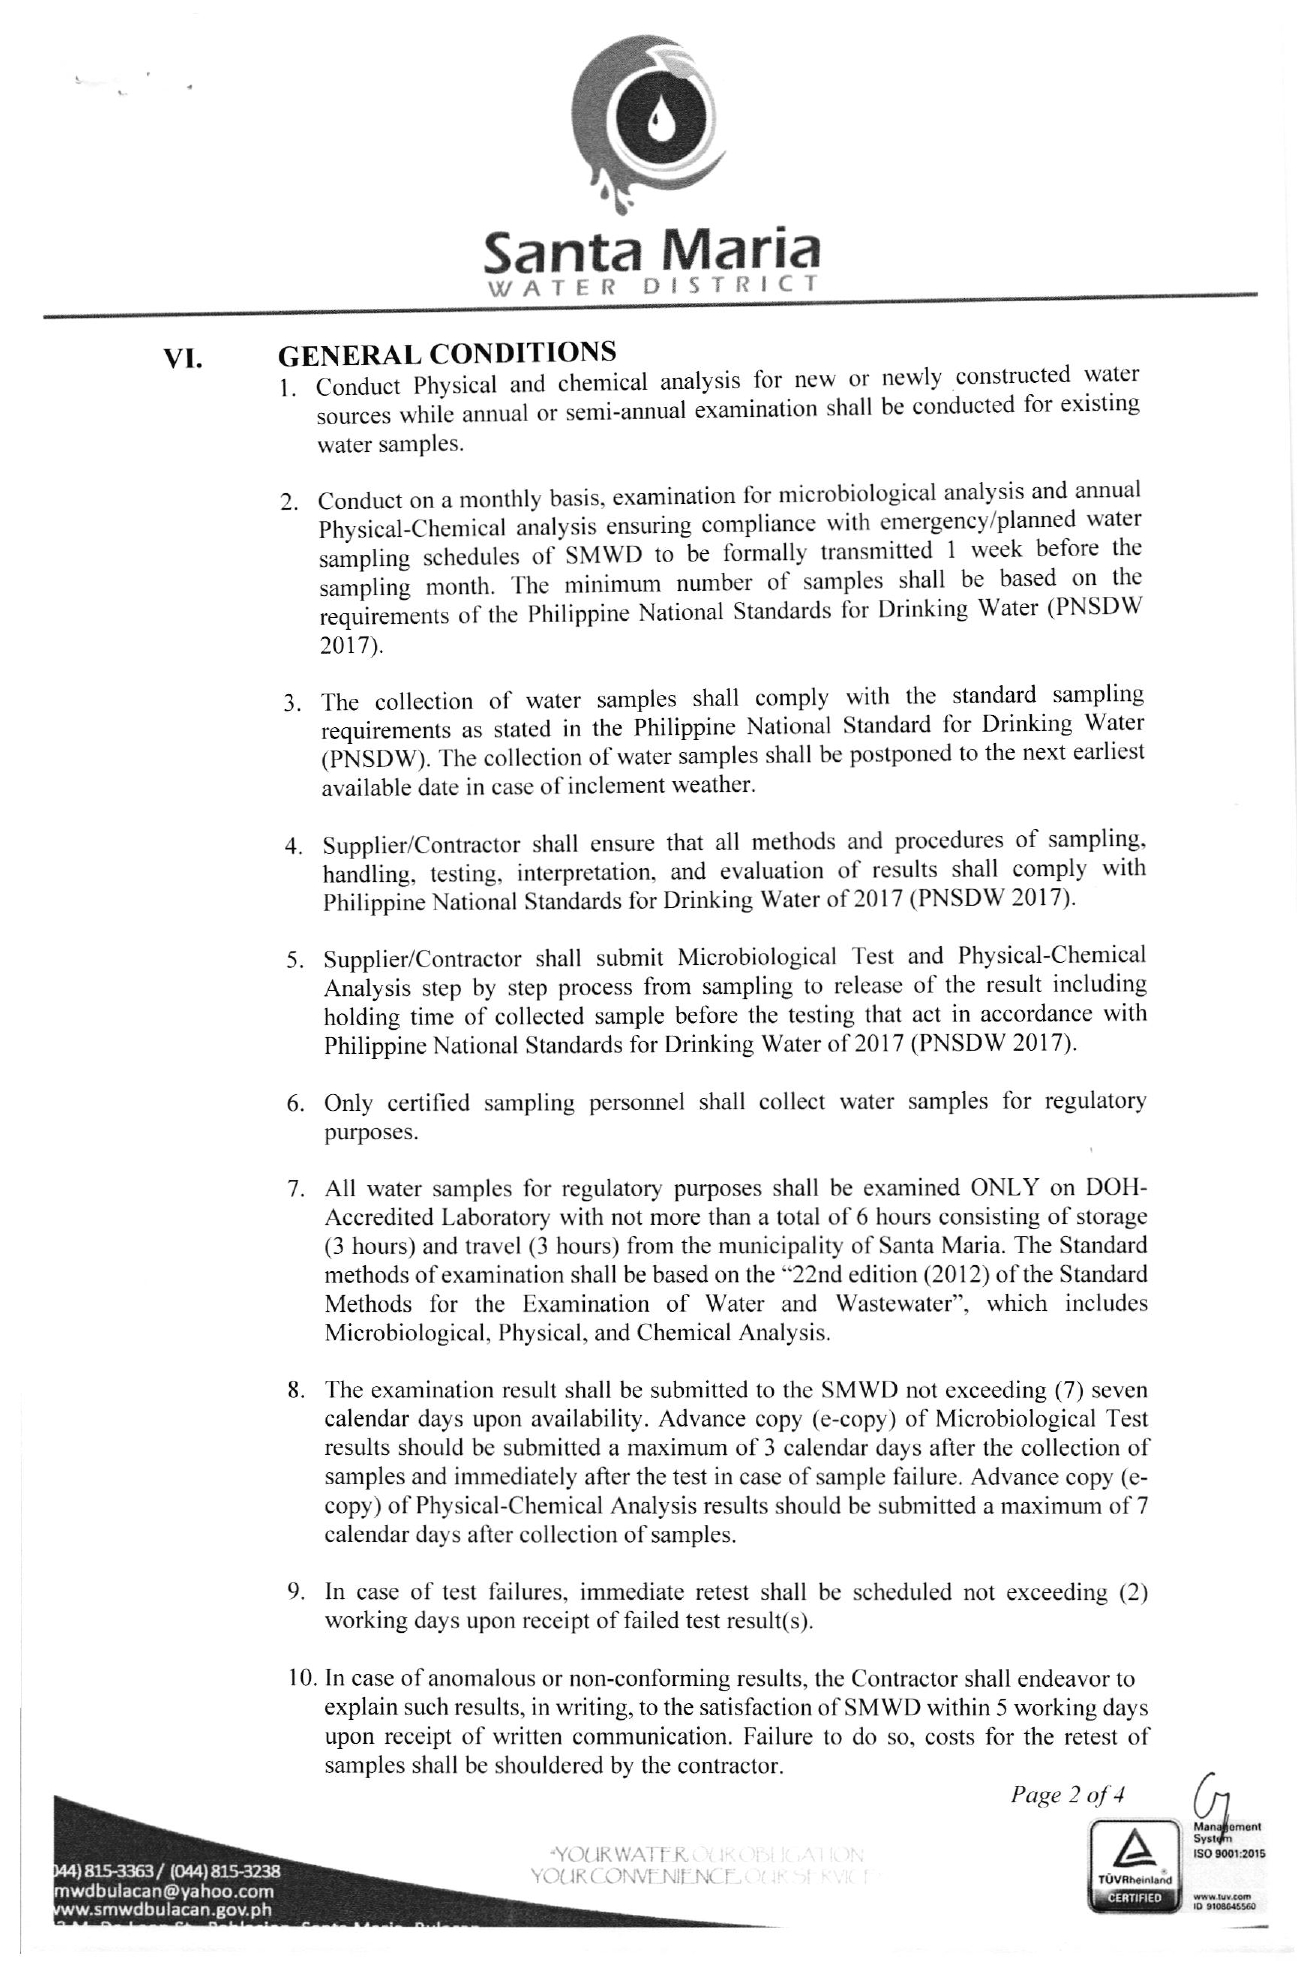 Santa Maria
WATER DISTRICT
VI. GENERAL CONDITIONS
1. Conduct Physical and chemical analysis for new or newly constructed water
sources while annual or semi-annual examination shall be conducted for existing
water samples.
2. Conduct on a monthly basis, examination for microbiological analysis and annual
Physical-Chemical analysis ensuring compliance with emergency/planned water
sampling schedules of SMWD to be formally transmitted 1 week before the
sampling month. The minimum number of samples shall be based on the
requirements of the Philippine National Standards for Drinking Water (PNSDW
2017).
3. The collection of water samples shall comply with the standard sampling
requirements as stated in the Philippine National Standard for Drinking Water
(PNSDW). The collection of water samples shall be postponed to the next earliest
available date in case of inclement weather.
4. Supplier/Contractor shall ensure that all methods and procedures of sampling,
handling, testing, interpretation, and evaluation of results shall comply with
Philippine National Standards for Drinking Water of 2017 (PNSDW 2017).
5. Supplier/Contractor shall submit Microbiological Test and Physical-Chemical
Analysis step by step process from sampling to release of the result including
holding time of collected sample before the testing that act in accordance with
Philippine National Standards for Drinking Water of 2017 (PNSDW 2017).
6. Only certified sampling personnel shall collect water samples for regulatory
purposes.
7. All water samples for regulatory purposes shall be examined ONLY on DOH-
Accredited Laboratory with not more than a total of 6 hours consisting of storage
(3 hours) and travel (3 hours) from the municipality of Santa Maria. The Standard
methods of examination shall be based on the “22nd edition (2012) of the Standard
Methods for the Examination of Water and Wastewater”, which includes
Microbiological, Physical, and Chemical Analysis.
8. The examination result shall be submitted to the SMWD not exceeding (7) seven
calendar days upon availability. Advance copy (e-copy) of Microbiological Test
results should be submitted a maximum of 3 calendar days after the collection of
samples and immediately after the test in case of sample failure. Advance copy (e-
copy) of Physical-Chemical Analysis results should be submitted a maximum of 7
calendar days after collection of samples.
9. In case of test failures, immediate retest shall be scheduled not exceeding (2)
working days upon receipt of failed test result(s).
10. In case of anomalous or non-conforming results, the Contractor shall endeavor to
explain such results, in writing, to the satisfaction of SMWD within 5 working days
upon receipt of written communication. Failure to do so, costs for the retest of
samples shall be shouldered by the contractor.
Page 2 of 4
044) 815-3363 / (044) 815-3238
mwdbulacan@yahoo.com
www.smwdbulacan.gov.ph
"YOUR WATER OUR OBLIGATION
YOUR CONVENIENCE, OUR SERVICE"
TÜVRheinland
CERTIFIED
Management
System
ISO 9001:2015
www.tuv.com
ID 9108645560